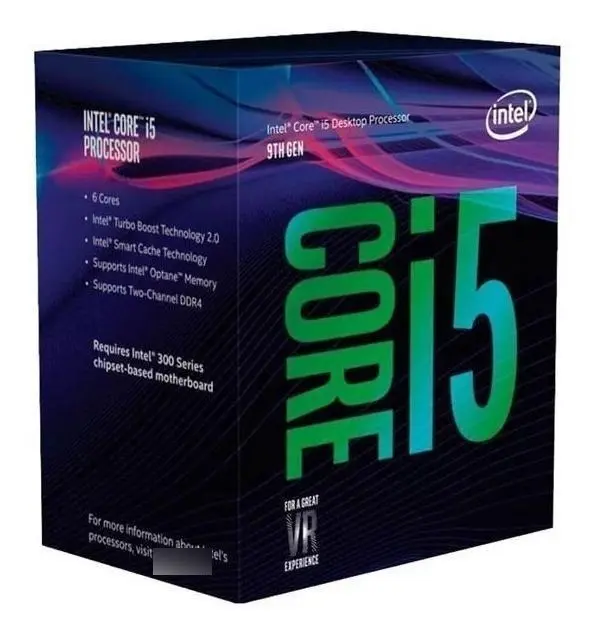 INTEL® CORE™ i5
PROCESSOR
• 6 Cores
• Intel® Turbo Boost Technology 2.0
• Intel® Smart Cache Technology
• Supports Intel® Optane™ Memory
• Supports Two-Channel DDR4
Requires Intel® 300 Series
chipset-based motherboard
For more information about Intel's
processors, visit
intel®
Intel® Core™ i5 Desktop Processor
9TH GEN
CORE i5
FOR A GREAT
VR
EXPERIENCE